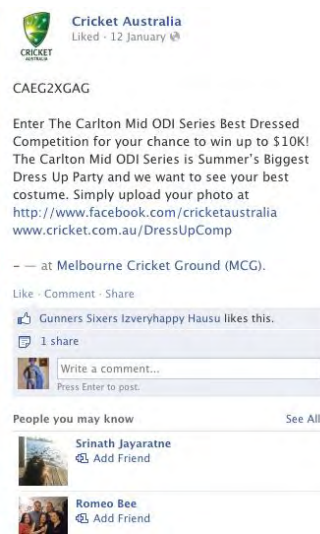 Cricket Australia
Liked · 12 January
CRICKET
AUSTRALIA
CAEG2XGAG
Enter The Carlton Mid ODI Series Best Dressed
Competition for your chance to win up to $10K!
The Carlton Mid ODI Series is Summer's Biggest
Dress Up Party and we want to see your best
costume. Simply upload your photo at
http://www.facebook.com/cricketaustralia
www.cricket.com.au/DressUpComp
– — at Melbourne Cricket Ground (MCG).
Like · Comment · Share
Gunners Sixers Izveryhappy Hausu likes this.
1 share
Write a comment...
Press Enter to post.
People you may know
See All
Srinath Jayaratne
Add Friend
Romeo Bee
Add Friend